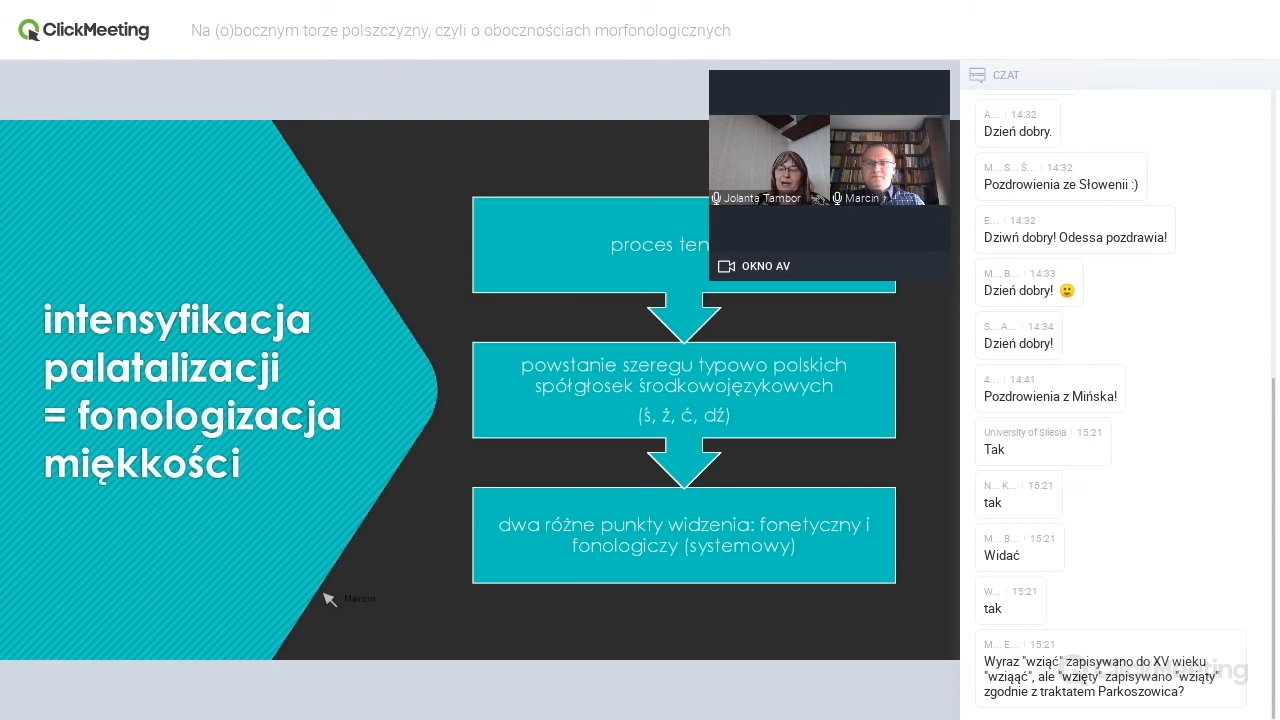 ClickMeeting
Na (o)bocznym torze polszczyzny, czyli o obocznościach morfonologicznych
intensyfikacja
palatalizacji
= fonologizacja
miękkości
proces ten
powstanie szeregu typowo polskich
spółgłosek środkowojęzykowych
(ś, ż, ć, dź)
dwa różne punkty widzenia: fonetyczny i
fonologiczy (systemowy)
Marcin
Jolanta Tambor
Marcin
OKNO AV
CZAT
A... 14:32
Dzień dobry.
M... S... Š... 14:32
Pozdrowienia ze Słowenii :)
E... 14:32
Dziwń dobry! Odessa pozdrawia!
M... B... 14:33
Dzień dobry! 🙂
S... A... 14:34
Dzień dobry!
4... 14:41
Pozdrowienia z Mińska!
University of Silesia 15:21
Tak
N... K... 15:21
tak
M... B... 15:21
Widać
W... 15:21
tak
M... E... 15:21
Wyraz "wziąć" zapisywano do XV wieku
"wziąąć", ale "wzięty" zapisywano "wziąty"
zgodnie z traktatem Parkoszowica?
ClickMeeting